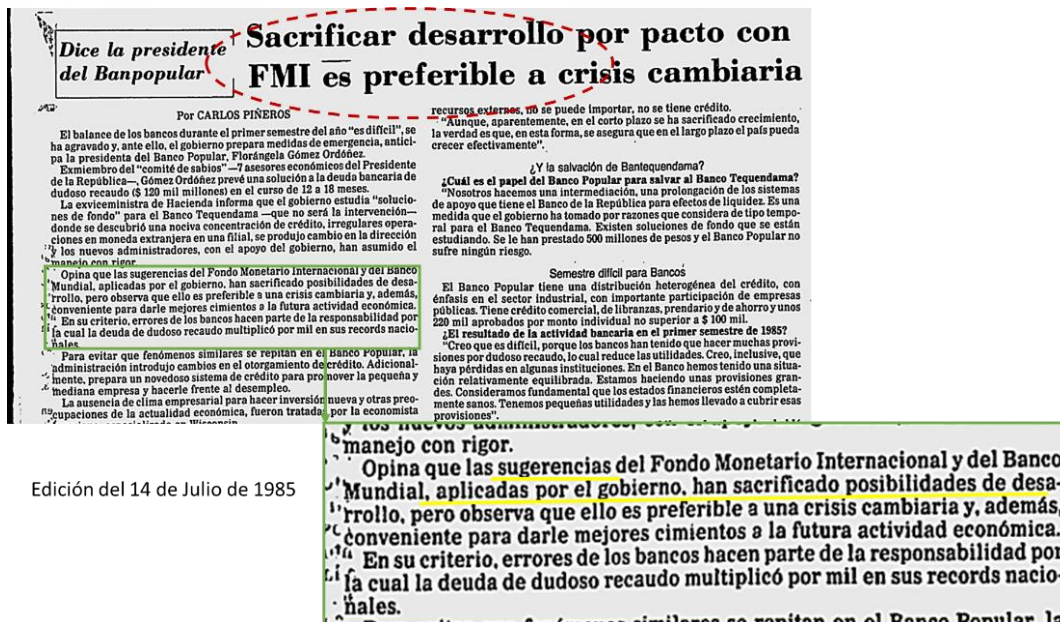 Dice la presidente
del Banpopular
Sacrificar desarrollo por pacto con
FMI es preferible a crisis cambiaria
Por CARLOS PIÑEROS
El balance de los bancos durante el primer semestre del año “es difícil”, se
ha agravado y, ante ello, el gobierno prepara medidas de emergencia, antici-
pa la presidenta del Banco Popular, Florángela Gómez Ordóñez.
Exmiembro del “comité de sabios” —7 asesores económicos del Presidente
de la República—, Gómez Ordóñez prevé una solución a la deuda bancaria de
dudoso recaudo ($ 120 mil millones) en el curso de 12 a 18 meses.
La exviceministra de Hacienda informa que el gobierno estudia “solucio-
nes de fondo” para el Banco Tequendama —que no será la intervención—
donde se descubrió una nociva concentración de crédito, irregulares opera-
ciones en moneda extranjera en una filial, se produjo cambio en la dirección
y los nuevos administradores, con el apoyo del gobierno, han asumido el
manejo con rigor.
Opina que las sugerencias del Fondo Monetario Internacional y del Banco
Mundial, aplicadas por el gobierno, han sacrificado posibilidades de desa-
rrollo, pero observa que ello es preferible a una crisis cambiaria y, además,
conveniente para darle mejores cimientos a la futura actividad económica.
En su criterio, errores de los bancos hacen parte de la responsabilidad por
la cual la deuda de dudoso recaudo multiplicó por mil en sus records nacio-
nales.
Para evitar que fenómenos similares se repitan en el Banco Popular, la
administración introdujo cambios en el otorgamiento de crédito. Adicional-
mente, prepara un novedoso sistema de crédito para promover la pequeña y
mediana empresa y hacerle frente al desempleo.
La ausencia de clima empresarial para hacer inversión nueva y otras preo-
cupaciones de la actualidad económica, fueron tratadas por la economista
recursos externos, no se puede importar, no se tiene crédito.
“Aunque, aparentemente, en el corto plazo se ha sacrificado crecimiento,
la verdad es que, en esta forma, se asegura que en el largo plazo el país pueda
crecer efectivamente”.
¿Y la salvación de Bantequendama?
¿Cuál es el papel del Banco Popular para salvar al Banco Tequendama?
“Nosotros hacemos una intermediación, una prolongación de los sistemas
de apoyo que tiene el Banco de la República para efectos de liquidez. Es una
medida que el gobierno ha tomado por razones que considera de tipo tempo-
ral para el Banco Tequendama. Existen soluciones de fondo que se están
estudiando. Se le han prestado 500 millones de pesos y el Banco Popular no
sufre ningún riesgo.
Semestre difícil para Bancos
El Banco Popular tiene una distribución heterogénea del crédito, con
énfasis en el sector industrial, con importante participación de empresas
públicas. Tiene crédito comercial, de libranzas, prendario y de ahorro y unos
220 mil aprobados por monto individual no superior a $ 100 mil.
¿El resultado de la actividad bancaria en el primer semestre de 1985?
“Creo que es difícil, porque los bancos han tenido que hacer muchas provi-
siones por dudoso recaudo, lo cual reduce las utilidades. Creo, inclusive, que
haya pérdidas en algunas instituciones. En el Banco hemos tenido una situa-
ción relativamente equilibrada. Estamos haciendo unas provisiones gran-
des. Consideramos fundamental que los estados financieros estén completa-
mente sanos. Tenemos pequeñas utilidades y las hemos llevado a cubrir esas
provisiones”.
Edición del 14 de Julio de 1985
manejo con rigor.
Opina que las sugerencias del Fondo Monetario Internacional y del Banco
Mundial, aplicadas por el gobierno, han sacrificado posibilidades de desa-
rrollo, pero observa que ello es preferible a una crisis cambiaria y, además,
conveniente para darle mejores cimientos a la futura actividad económica.
En su criterio, errores de los bancos hacen parte de la responsabilidad por
la cual la deuda de dudoso recaudo multiplicó por mil en sus records nacio-
nales.